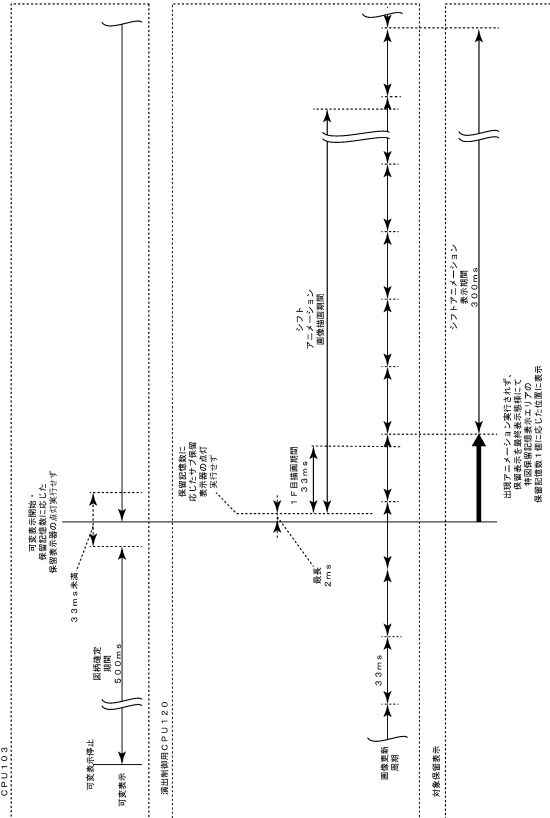 CPU103
可変表示停止
可変表示
図柄確定
期間
500ms
33ms未満
可変表示開始・
保留記憶数に応じた
保留表示器の点灯実行せず
演出制御用CPU120
保留記憶数に
応じたサブ保留
表示器の点灯
実行せず
最長
2ms
1F目描画期間
33ms
シフト
アニメーション
画像描画期間
画像更新
周期
33ms
対象保留表示
シフトアニメーション
表示期間
300ms
出現アニメーション実行されず、
保留表示を最終表示態様にて
特図保留記憶表示エリアの
保留記憶数1個に応じた位置に表示